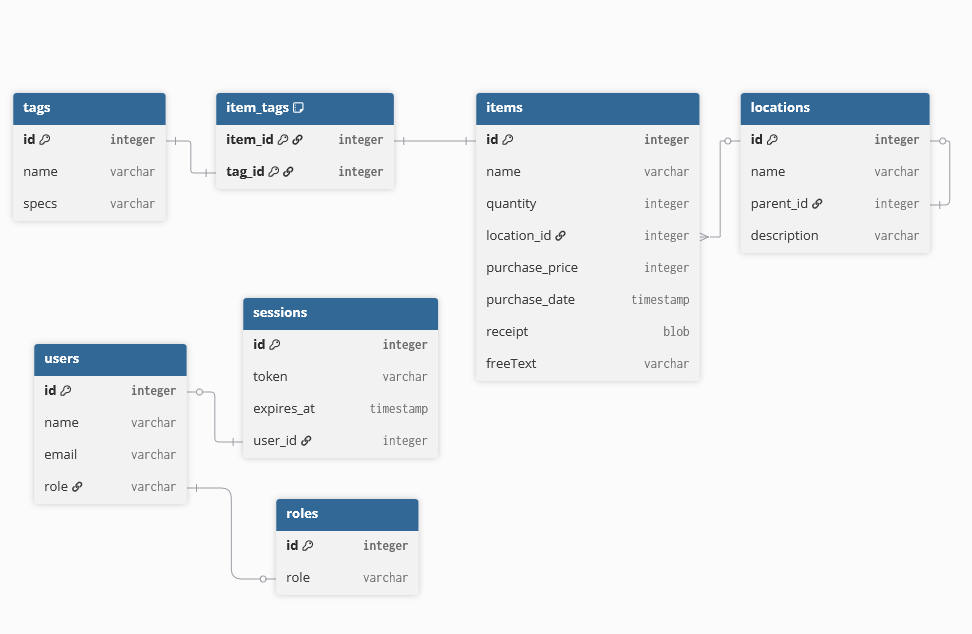 tags
id integer
name varchar
specs varchar
item_tags
item_id integer
tag_id integer
items
id integer
name varchar
quantity integer
location_id integer
purchase_price integer
purchase_date timestamp
receipt blob
freeText varchar
locations
id integer
name varchar
parent_id integer
description varchar
sessions
id integer
token varchar
expires_at timestamp
user_id integer
users
id integer
name varchar
email varchar
role varchar
roles
id integer
role varchar